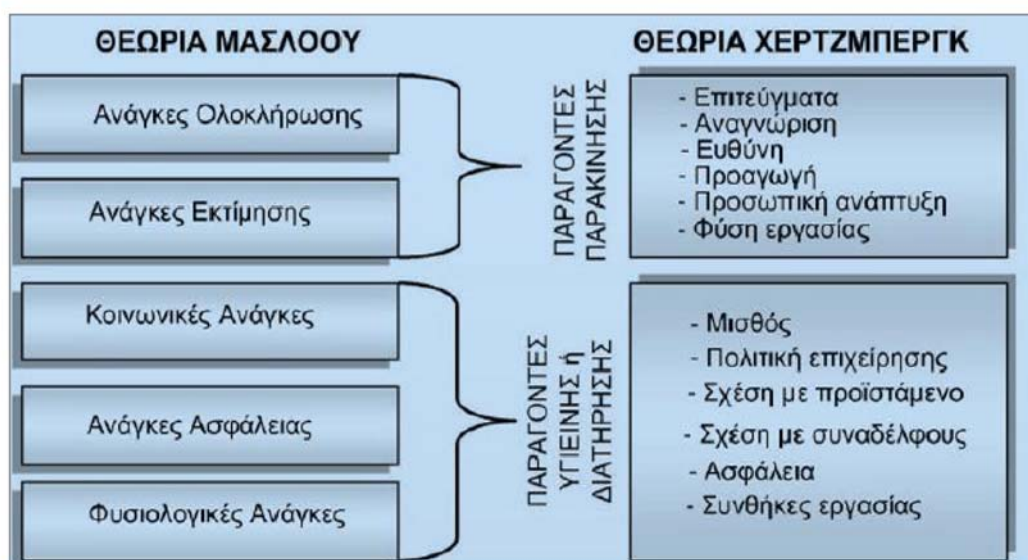 ΘΕΩΡΙΑ ΜΑΣΛΟΟΥ
Ανάγκες Ολοκλήρωσης
Ανάγκες Εκτίμησης
Κοινωνικές Ανάγκες
Ανάγκες Ασφάλειας
Φυσιολογικές Ανάγκες
ΠΑΡΑΓΟΝΤΕΣ
ΠΑΡΑΚΙΝΗΣΗΣ
ΠΑΡΑΓΟΝΤΕΣ
ΥΓΙΕΙΝΗΣ ή
ΔΙΑΤΗΡΗΣΗΣ
ΘΕΩΡΙΑ ΧΕΡΤΖΜΠΕΡΓΚ
- Επιτεύγματα
- Αναγνώριση
- Ευθύνη
- Προαγωγή
- Προσωπική ανάπτυξη
- Φύση εργασίας
- Μισθός
- Πολιτική επιχείρησης
- Σχέση με προϊστάμενο
- Σχέση με συναδέλφους
- Ασφάλεια
- Συνθήκες εργασίας